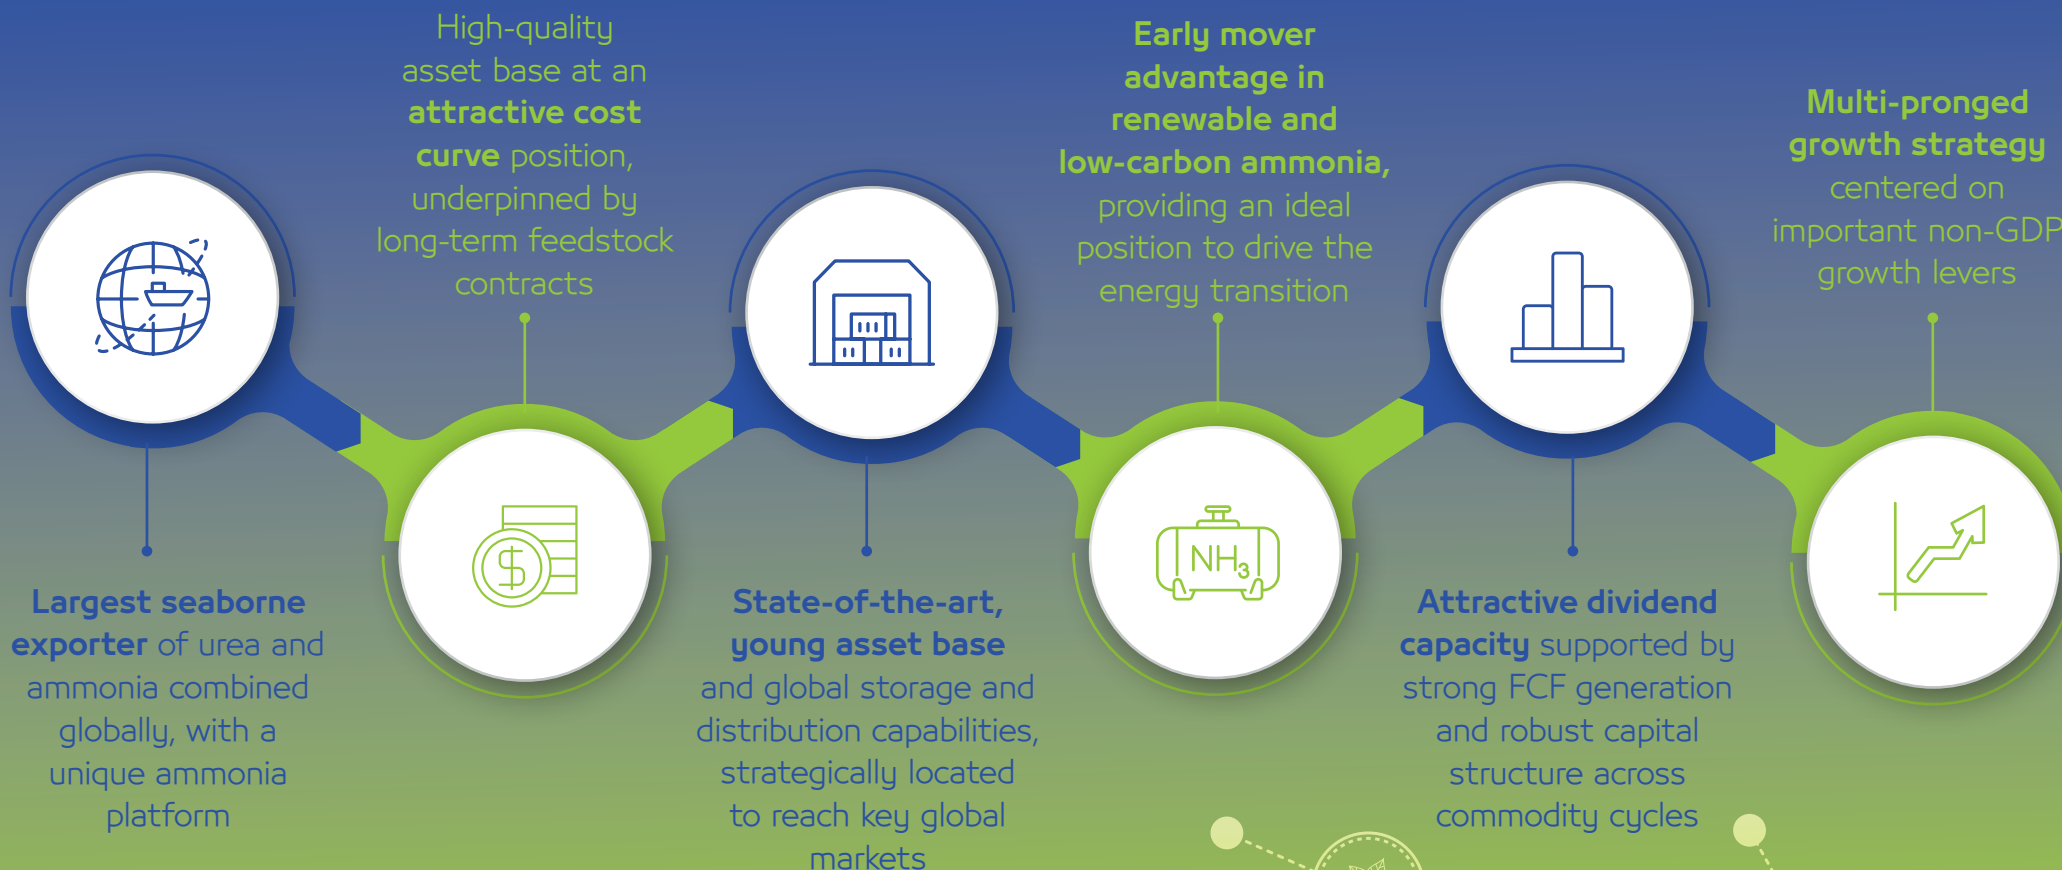 Largest seaborne
exporter of urea and
ammonia combined
globally, with a
unique ammonia
platform
High-quality
asset base at an
attractive cost
curve position,
underpinned by
long-term feedstock
contracts
$
State-of-the-art,
young asset base
and global storage and
distribution capabilities,
strategically located
to reach key global
markets
Early mover
advantage in
renewable and
low-carbon ammonia,
providing an ideal
position to drive the
energy transition
NH₃
Attractive dividend
capacity supported by
strong FCF generation
and robust capital
structure across
commodity cycles
Multi-pronged
growth strategy
centered on
important non-GDP
growth levers